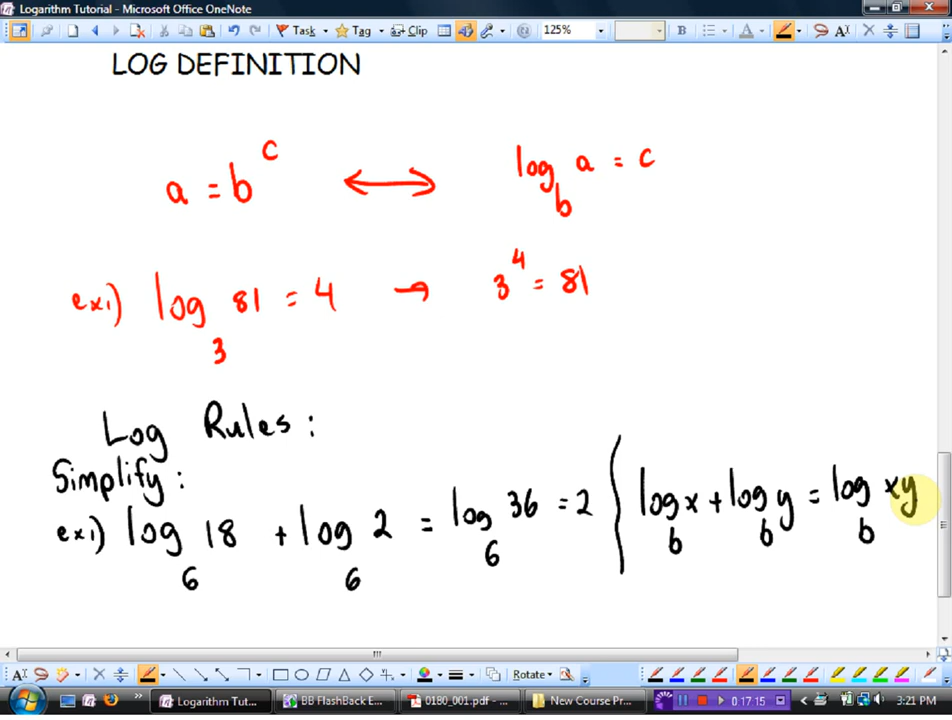 Logarithm Tutorial - Microsoft Office OneNote
Task Tag Clip 125% B A
LOG DEFINITION
a = b^c ↔ log_b a = c
ex1) log_3 81 = 4 → 3^4 = 81
Log Rules:
Simplify:
ex1) log_6 18 + log_6 2 = log_6 36 = 2 { log_b x + log_b y = log_b xy
Rotate
Logarithm Tut... BB FlashBack E... 0180_001.pdf - ... New Course Pr... 0:17:15 3:21 PM